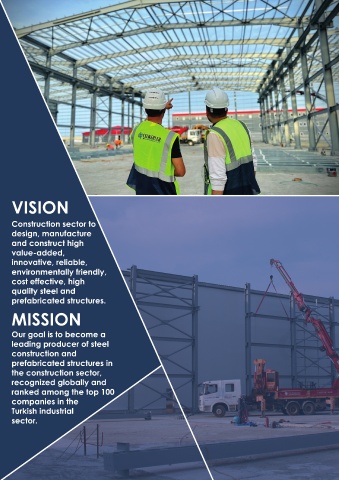 VISION
Construction sector to
design, manufacture
and construct high
value-added,
innovative, reliable,
environmentally friendly,
cost effective, high
quality steel and
prefabricated structures.
MISSION
Our goal is to become a
leading producer of steel
construction and
prefabricated structures in
the construction sector,
recognized globally and
ranked among the top 100
companies in the
Turkish industrial
sector.